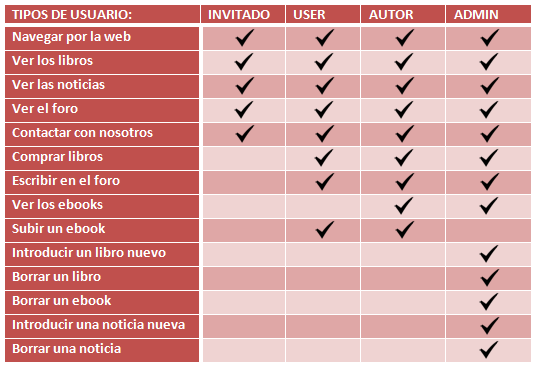 TIPOS DE USUARIO: INVITADO USER AUTOR ADMIN
Navegar por la web ✓ ✓ ✓ ✓
Ver los libros ✓ ✓ ✓ ✓
Ver las noticias ✓ ✓ ✓ ✓
Ver el foro ✓ ✓ ✓ ✓
Contactar con nosotros ✓ ✓ ✓ ✓
Comprar libros ✓ ✓ ✓
Escribir en el foro ✓ ✓ ✓
Ver los ebooks ✓ ✓
Subir un ebook ✓ ✓
Introducir un libro nuevo ✓
Borrar un libro ✓
Borrar un ebook ✓
Introducir una noticia nueva ✓
Borrar una noticia ✓